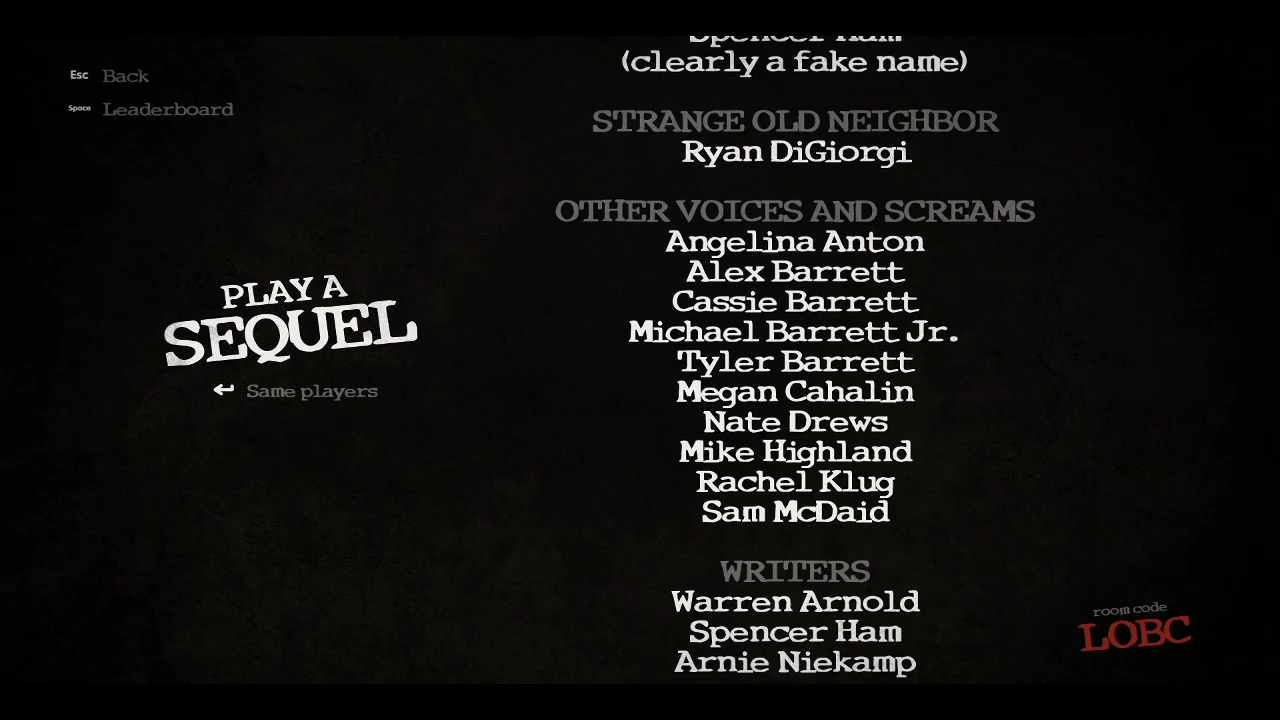 Esc Back
Space Leaderboard
PLAY A
SEQUEL
Same players
Spencer Ham
(clearly a fake name)
STRANGE OLD NEIGHBOR
Ryan DiGiorgi
OTHER VOICES AND SCREAMS
Angelina Anton
Alex Barrett
Cassie Barrett
Michael Barrett Jr.
Tyler Barrett
Megan Cahalin
Nate Drews
Mike Highland
Rachel Klug
Sam McDaid
WRITERS
Warren Arnold
Spencer Ham
Arnie Niekamp
room code
LOBC